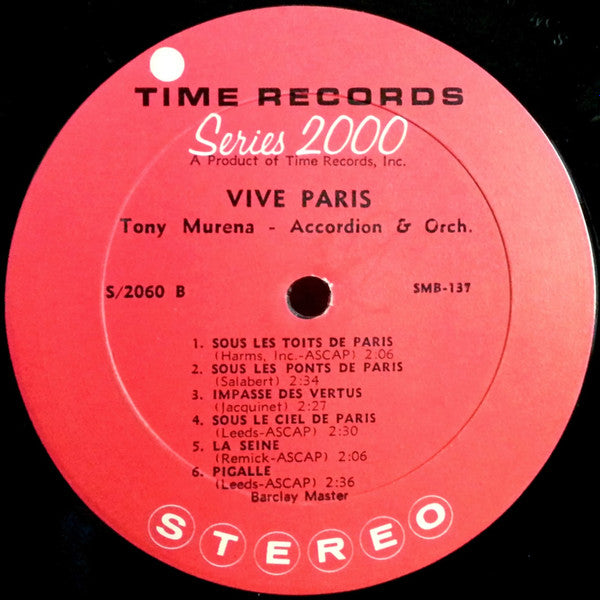 TIME RECORDS
Series 2000
A Product of Time Records, Inc.
VIVE PARIS
Tony Murena - Accordion & Orch.
S/2060 B
SMB-137
1. SOUS LES TOITS DE PARIS
(Harms, Inc.-ASCAP) 2:06
2. SOUS LES PONTS DE PARIS
(Salabert) 2:34
3. IMPASSE DES VERTUS
(Jacquinet) 2:27
4. SOUS LE CIEL DE PARIS
(Leeds-ASCAP) 2:30
5. LA SEINE
(Remick-ASCAP) 2:06
6. PIGALLE
(Leeds-ASCAP) 2:36
Barclay Master
STEREO